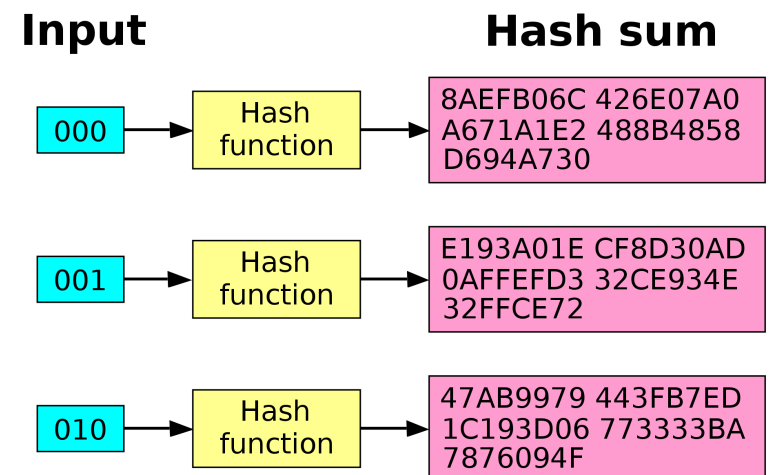 Input
Hash sum
000
Hash
function
8AEFB06C 426E07A0
A671A1E2 488B4858
D694A730
001
Hash
function
E193A01E CF8D30AD
0AFFEFD3 32CE934E
32FFCE72
010
Hash
function
47AB9979 443FB7ED
1C193D06 773333BA
7876094F